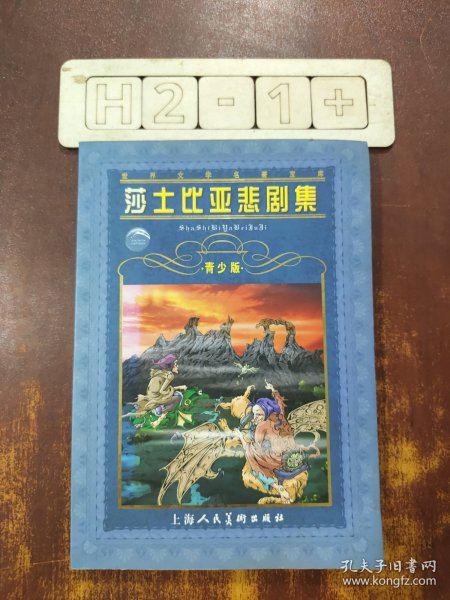 H2-1+
世界文学名著宝库
莎士比亚悲剧集
ShaShiBiYaBeiJuJi
·青少版·
上海人民美術出版社
孔夫子旧书网
www.kongfz.com